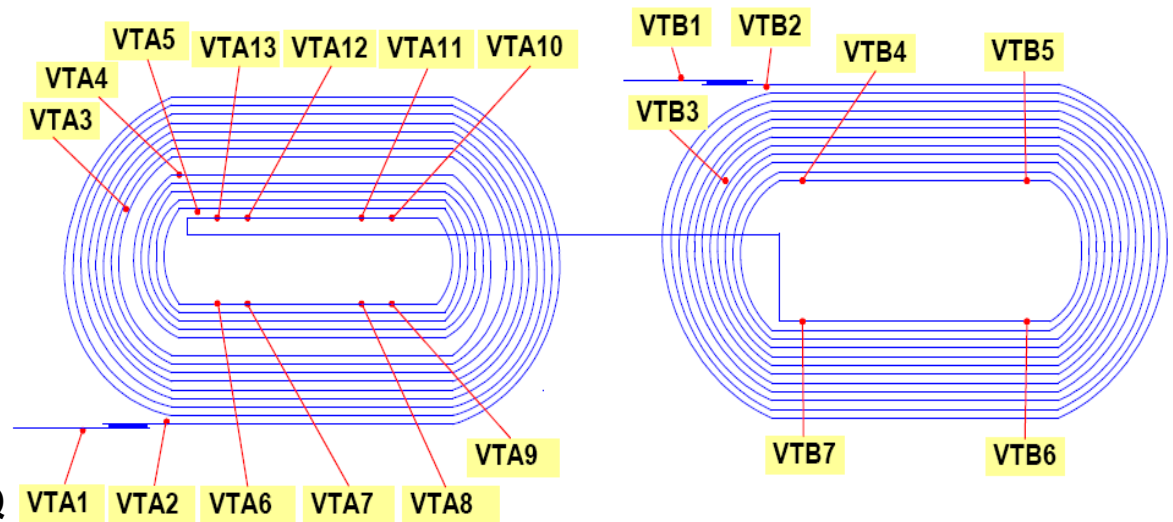 VTA5 VTA13 VTA12 VTA11 VTA10
VTA4
VTA3
VTB1 VTB2 VTB4 VTB5
VTB3
VTA9
VTA1 VTA2 VTA6 VTA7 VTA8
VTB7 VTB6